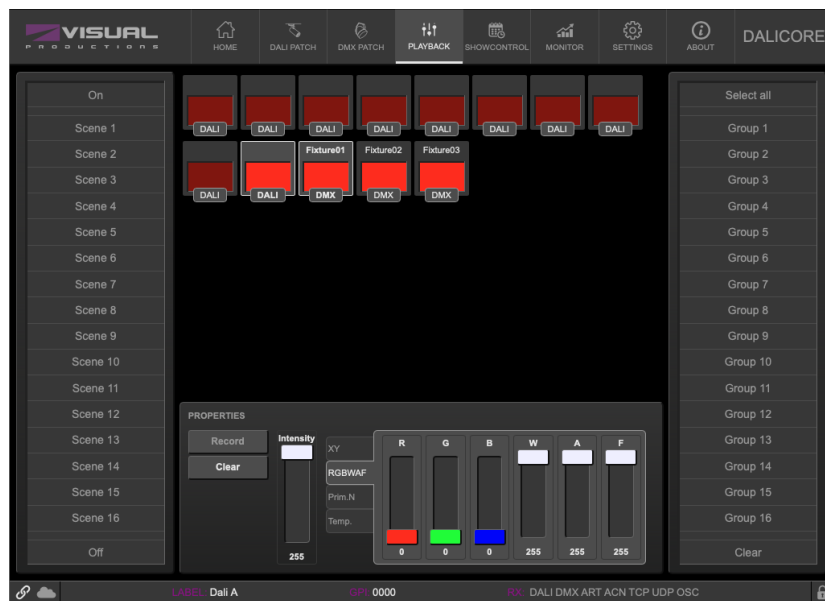 VISUAL
PRODUCTIONS
HOME
DALI PATCH
DMX PATCH
PLAYBACK
SHOWCONTROL
MONITOR
SETTINGS
ABOUT
DALICORE
On
Scene 1
Scene 2
Scene 3
Scene 4
Scene 5
Scene 6
Scene 7
Scene 8
Scene 9
Scene 10
Scene 11
Scene 12
Scene 13
Scene 14
Scene 15
Scene 16
Off
DALI DALI DALI DALI DALI DALI DALI DALI
Fixture01 Fixture02 Fixture03
DALI DALI DMX DMX DMX
PROPERTIES
Record
Clear
Intensity
255
XY
RGBWAF
Prim.N
Temp.
R G B W A F
0 0 0 255 255 255
Select all
Group 1
Group 2
Group 3
Group 4
Group 5
Group 6
Group 7
Group 8
Group 9
Group 10
Group 11
Group 12
Group 13
Group 14
Group 15
Group 16
Clear
LABEL: Dali A GPI: 0000 RX: DALI DMX ART ACN TCP UDP OSC